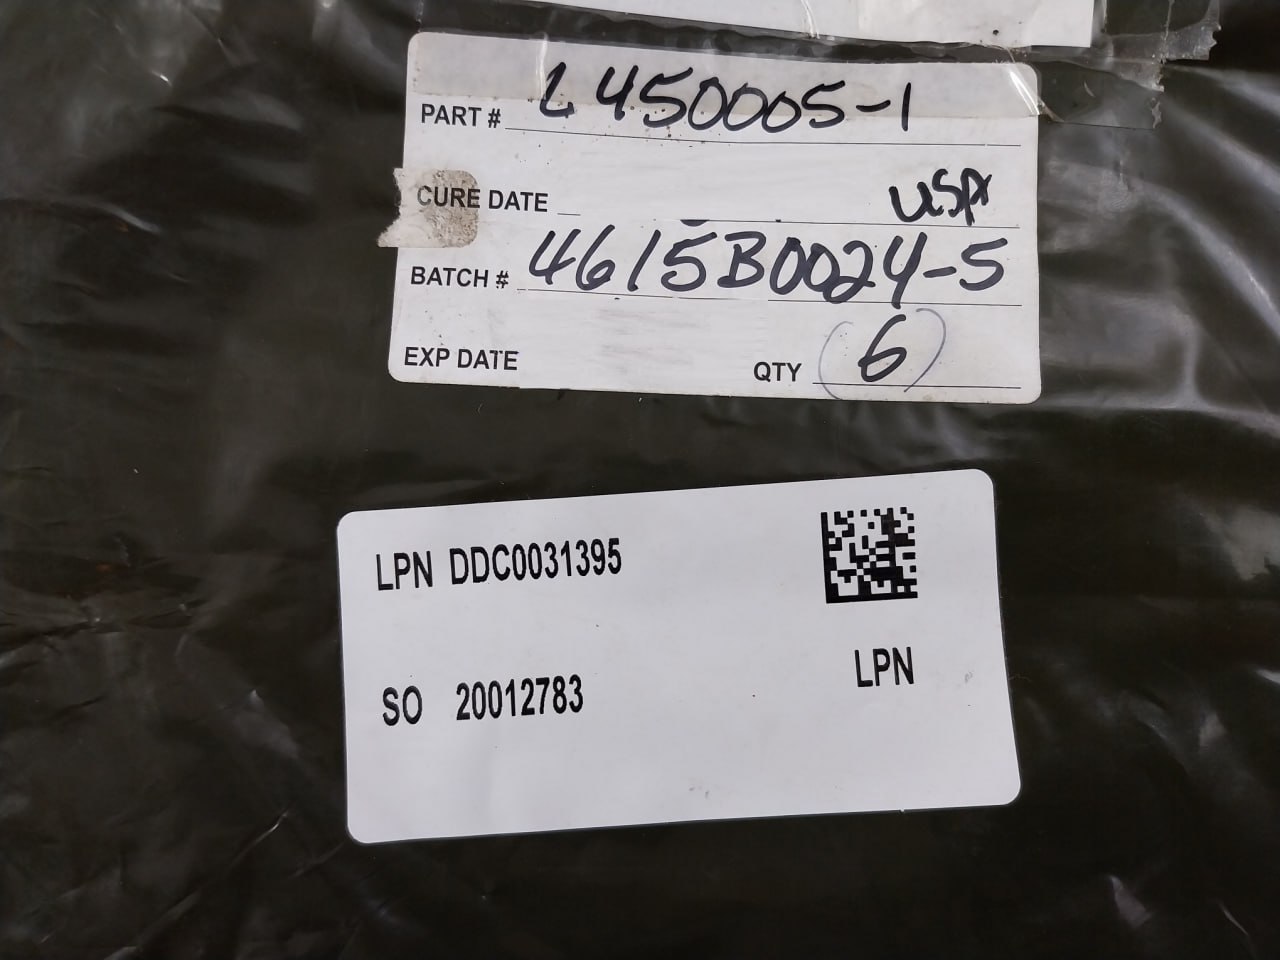 PART # L450005-1
CURE DATE USA
BATCH # 4615B0024-5
EXP DATE QTY (6)
LPN DDC0031395
LPN
SO 20012783